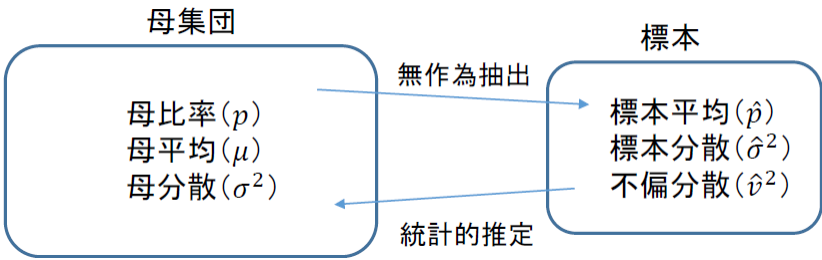 母集団
標本
無作為抽出
母比率(p)
母平均(μ)
母分散(σ²)
標本平均(p̂)
標本分散(σ̂²)
不偏分散(v̂²)
統計的推定